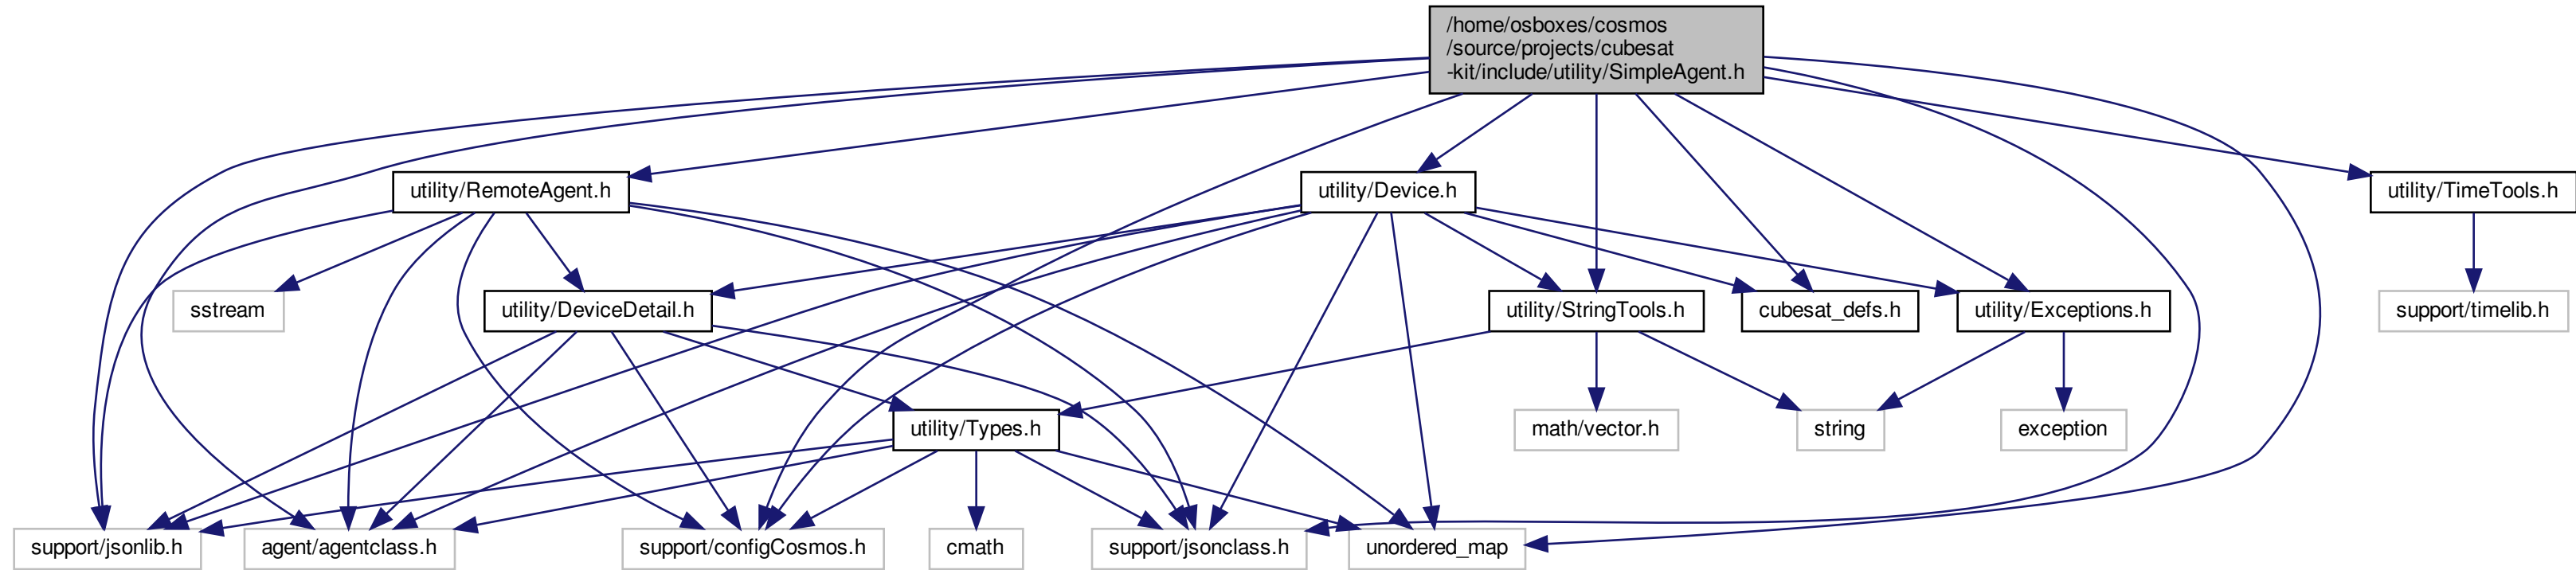 /home/osboxes/cosmos
/source/projects/cubesat
-kit/include/utility/SimpleAgent.h
utility/RemoteAgent.h
utility/Device.h
utility/TimeTools.h
sstream
utility/DeviceDetail.h
utility/StringTools.h
cubesat_defs.h
utility/Exceptions.h
support/timelib.h
utility/Types.h
math/vector.h
string
exception
support/jsonlib.h
agent/agentclass.h
support/configCosmos.h
cmath
support/jsonclass.h
unordered_map